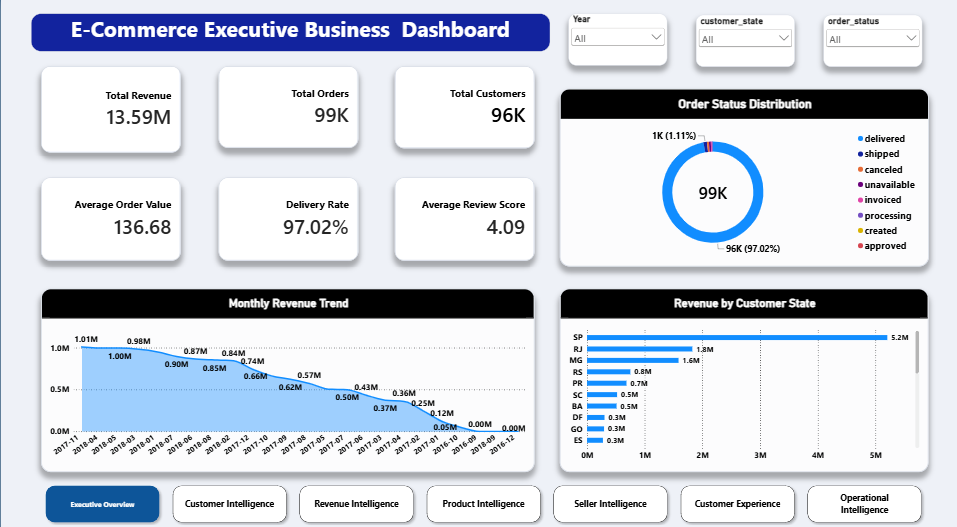 E-Commerce Executive Business Dashboard
Year
All
customer_state
All
order_status
All
Total Revenue
13.59M
Total Orders
99K
Total Customers
96K
Average Order Value
136.68
Delivery Rate
97.02%
Average Review Score
4.09
Order Status Distribution
1K (1.11%)
99K
96K (97.02%)
delivered
shipped
canceled
unavailable
invoiced
processing
created
approved
Monthly Revenue Trend
1.0M
0.5M
0.0M
1.01M
1.00M
0.98M
0.90M
0.87M
0.85M
0.84M
0.74M
0.66M
0.62M
0.57M
0.50M
0.43M
0.37M
0.36M
0.25M
0.12M
0.05M
0.00M
0.00M
2017-11
2018-04
2018-05
2018-03
2018-01
2018-07
2018-06
2018-08
2018-02
2017-12
2017-10
2017-09
2017-08
2017-05
2017-07
2017-06
2017-03
2017-04
2017-02
2017-01
2016-10
2016-09
2018-09
2016-12
Revenue by Customer State
SP 5.2M
RJ 1.8M
MG 1.6M
RS 0.8M
PR 0.7M
SC 0.5M
BA 0.5M
DF 0.3M
GO 0.3M
ES 0.3M
0M 1M 2M 3M 4M 5M
Executive Overview
Customer Intelligence
Revenue Intelligence
Product Intelligence
Seller Intelligence
Customer Experience
Operational
Intelligence